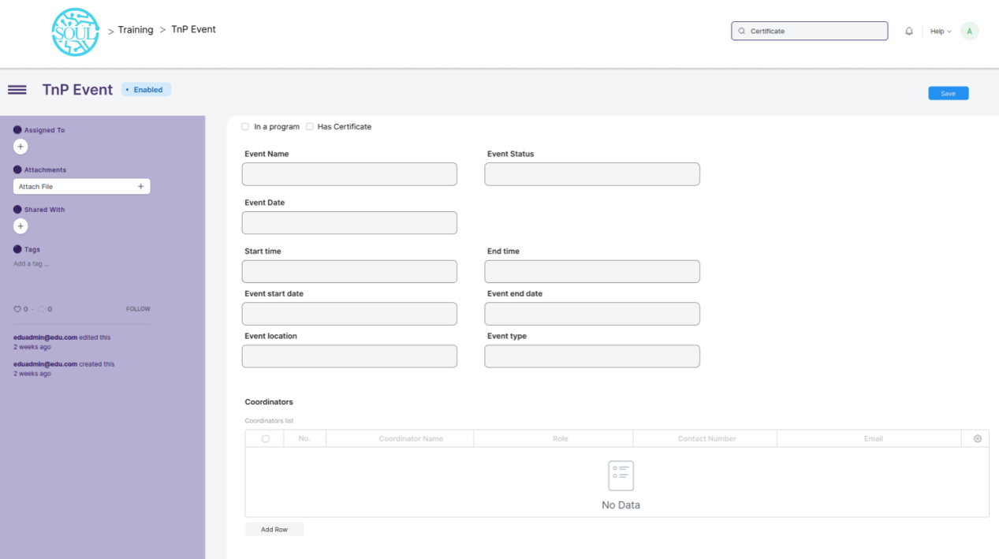 SOUL
> Training > TnP Event
Certificate
Help
A
TnP Event
• Enabled
Save
Assigned To
+
Attachments
Attach File +
Shared With
+
Tags
Add a tag ...
0 · 0 FOLLOW
eduadmin@edu.com edited this
2 weeks ago
eduadmin@edu.com created this
2 weeks ago
In a program Has Certificate
Event Name Event Status
Event Date
Start time End time
Event start date Event end date
Event location Event type
Coordinators
Coordinators list
No. Coordinator Name Role Contact Number Email
No Data
Add Row